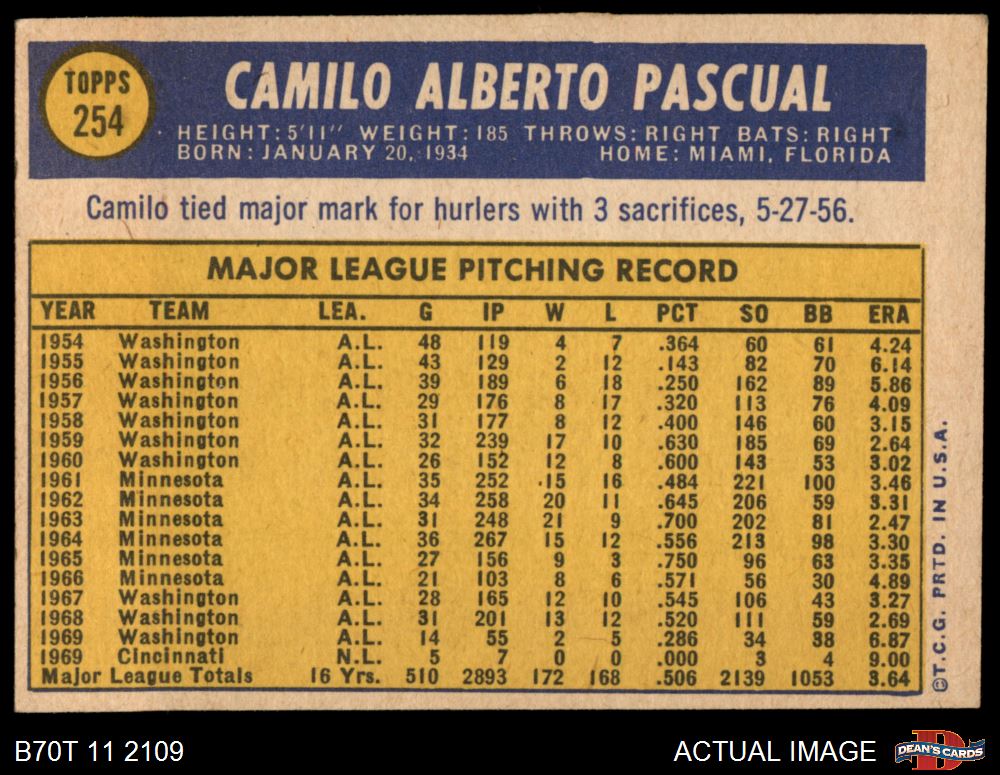 TOPPS
254
CAMILO ALBERTO PASCUAL
HEIGHT: 5'11" WEIGHT: 185 THROWS: RIGHT BATS: RIGHT
BORN: JANUARY 20, 1934 HOME: MIAMI, FLORIDA
Camilo tied major mark for hurlers with 3 sacrifices, 5-27-56.
MAJOR LEAGUE PITCHING RECORD
YEAR TEAM LEA. G IP W L PCT SO BB ERA
1954 Washington A.L. 48 119 4 7 .364 60 61 4.24
1955 Washington A.L. 43 129 2 12 .143 82 70 6.14
1956 Washington A.L. 39 189 6 18 .250 162 89 5.86
1957 Washington A.L. 29 176 8 17 .320 113 76 4.09
1958 Washington A.L. 31 177 8 12 .400 146 60 3.15
1959 Washington A.L. 32 239 17 10 .630 185 69 2.64
1960 Washington A.L. 26 152 12 8 .600 143 53 3.02
1961 Minnesota A.L. 35 252 15 16 .484 221 100 3.46
1962 Minnesota A.L. 34 258 20 11 .645 206 59 3.31
1963 Minnesota A.L. 31 248 21 9 .700 202 81 2.47
1964 Minnesota A.L. 36 267 15 12 .556 213 98 3.30
1965 Minnesota A.L. 27 156 9 3 .750 96 63 3.35
1966 Minnesota A.L. 21 103 8 6 .571 56 30 4.89
1967 Washington A.L. 28 165 12 10 .545 106 43 3.27
1968 Washington A.L. 31 201 13 12 .520 111 59 2.69
1969 Washington A.L. 14 55 2 5 .286 34 38 6.87
1969 Cincinnati N.L. 5 7 0 0 .000 3 4 9.00
Major League Totals 16 Yrs. 510 2893 172 168 .506 2139 1053 3.64
©T.C.G. PRTD. IN U.S.A.
B70T 11 2109
ACTUAL IMAGE
DEAN'S CARDS